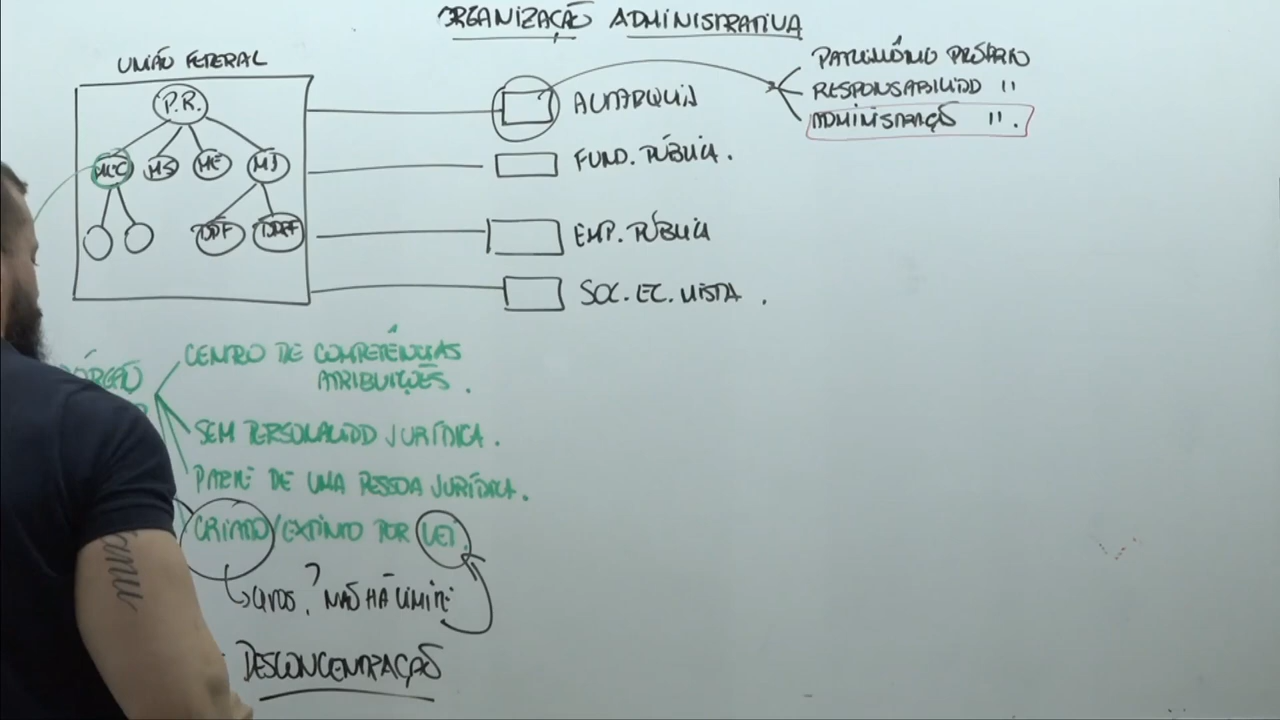 ORGANIZAÇÃO ADMINISTRATIVA
UNIÃO FEDERAL
P.R.
MEC MS ME MJ
DPF DPRF
AUTARQUIA
FUND. PÚBLICA.
EMP. PÚBLICA
SOC. EC. MISTA.
PATRIMÔNIO PRÓPRIO
RESPONSABILIDD "
ADMINISTRAÇÃO ".
ÓRGÃO
CENTRO DE COMPETÊNCIAS
ATRIBUIÇÕES.
SEM PERSONALIDD JURÍDICA.
PARTE DE UMA PESSOA JURÍDICA.
CRIADO/EXTINTO POR LEI.
? NÃO HÁ LIMITE
DESCONCENTRAÇÃO